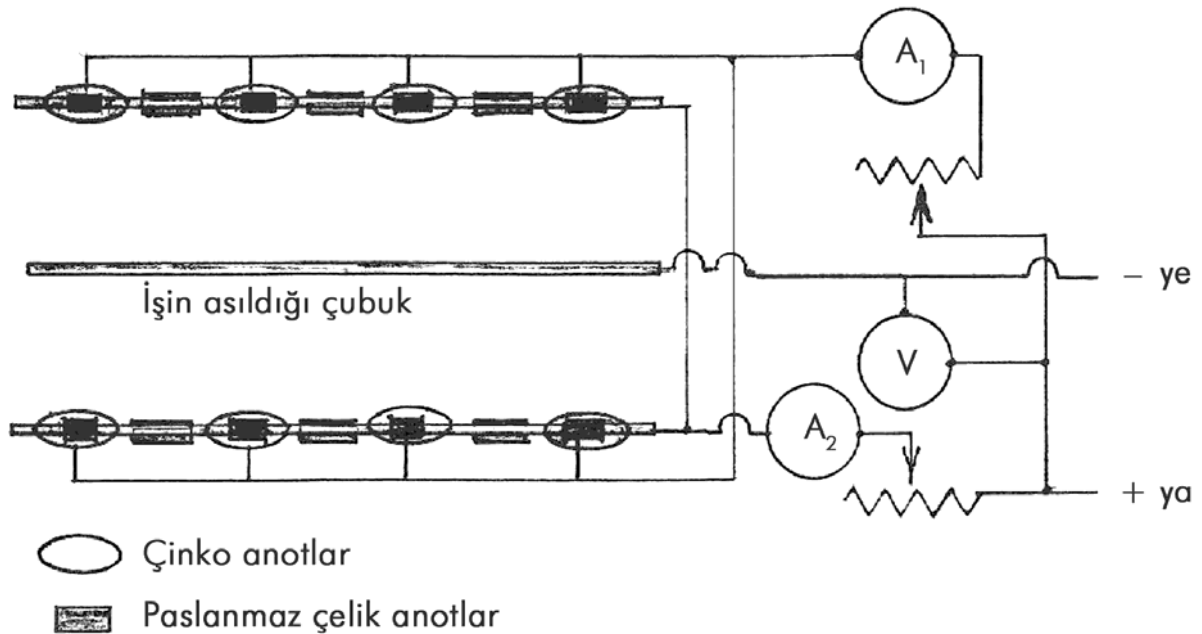 A₁
İşin asıldığı çubuk
− ye
V
A₂
+ ya
Çinko anotlar
Paslanmaz çelik anotlar